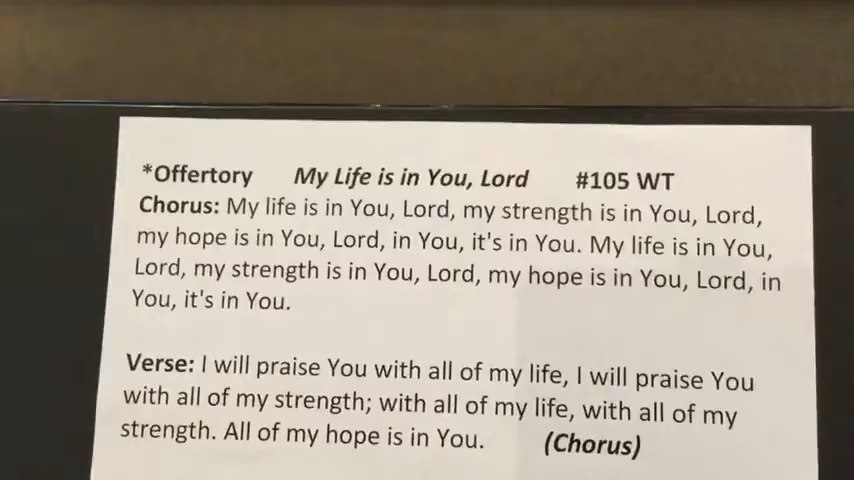 *Offertory My Life is in You, Lord #105 WT
Chorus: My life is in You, Lord, my strength is in You, Lord,
my hope is in You, Lord, in You, it's in You. My life is in You,
Lord, my strength is in You, Lord, my hope is in You, Lord, in
You, it's in You.
Verse: I will praise You with all of my life, I will praise You
with all of my strength; with all of my life, with all of my
strength. All of my hope is in You. (Chorus)